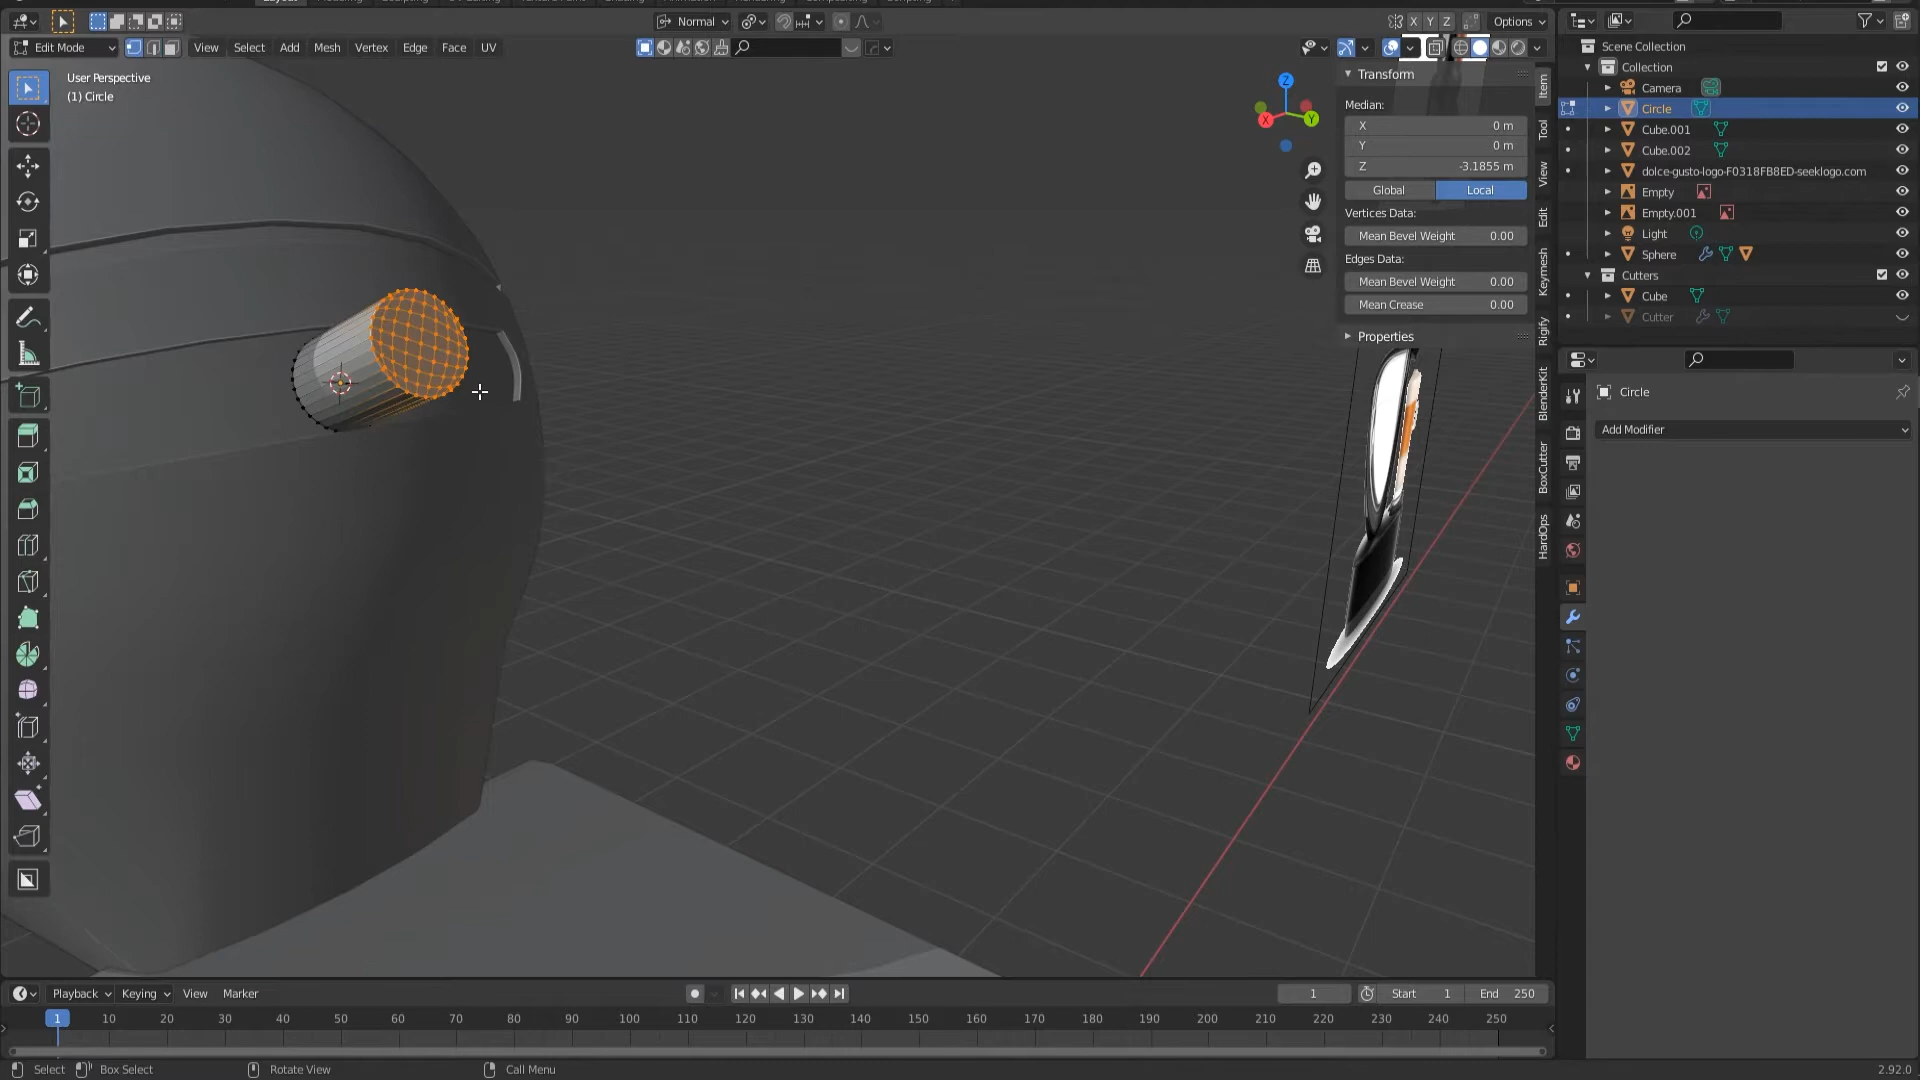 Normal
X Y Z
Options
Edit Mode
View Select Add Mesh Vertex Edge Face UV
User Perspective
(1) Circle
Z
X
Y
Transform
Median:
X 0 m
Y 0 m
Z -3.1855 m
Global Local
Vertices Data:
Mean Bevel Weight 0.00
Edges Data:
Mean Bevel Weight 0.00
Mean Crease 0.00
Properties
Item
Tool
View
Edit
Keymesh
Rigify
BlenderKit
BoxCutter
HardOps
Scene Collection
Collection
Camera
Circle
Cube.001
Cube.002
dolce-gusto-logo-F0318FB8ED-seeklogo.com
Empty
Empty.001
Light
Sphere
Cutters
Cube
Cutter
Circle
Add Modifier
Playback Keying View Marker
1
Start 1
End 250
1 10 20 30 40 50 60 70 80 90 100 110 120 130 140 150 160 170 180 190 200 210 220 230 240 250
Select Box Select Rotate View Call Menu
2.92.0